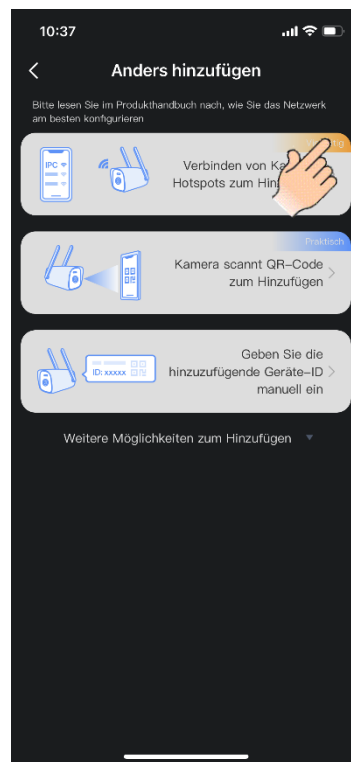 10:37
Anders hinzufügen
Bitte lesen Sie im Produkthandbuch nach, wie Sie das Netzwerk
am besten konfigurieren
IPC
Verbinden von
Hotspots zum
Praktisch
Kamera scannt QR-Code
zum Hinzufügen
ID: xxxxx
Geben Sie die
hinzuzufügende Geräte-ID
manuell ein
Weitere Möglichkeiten zum Hinzufügen